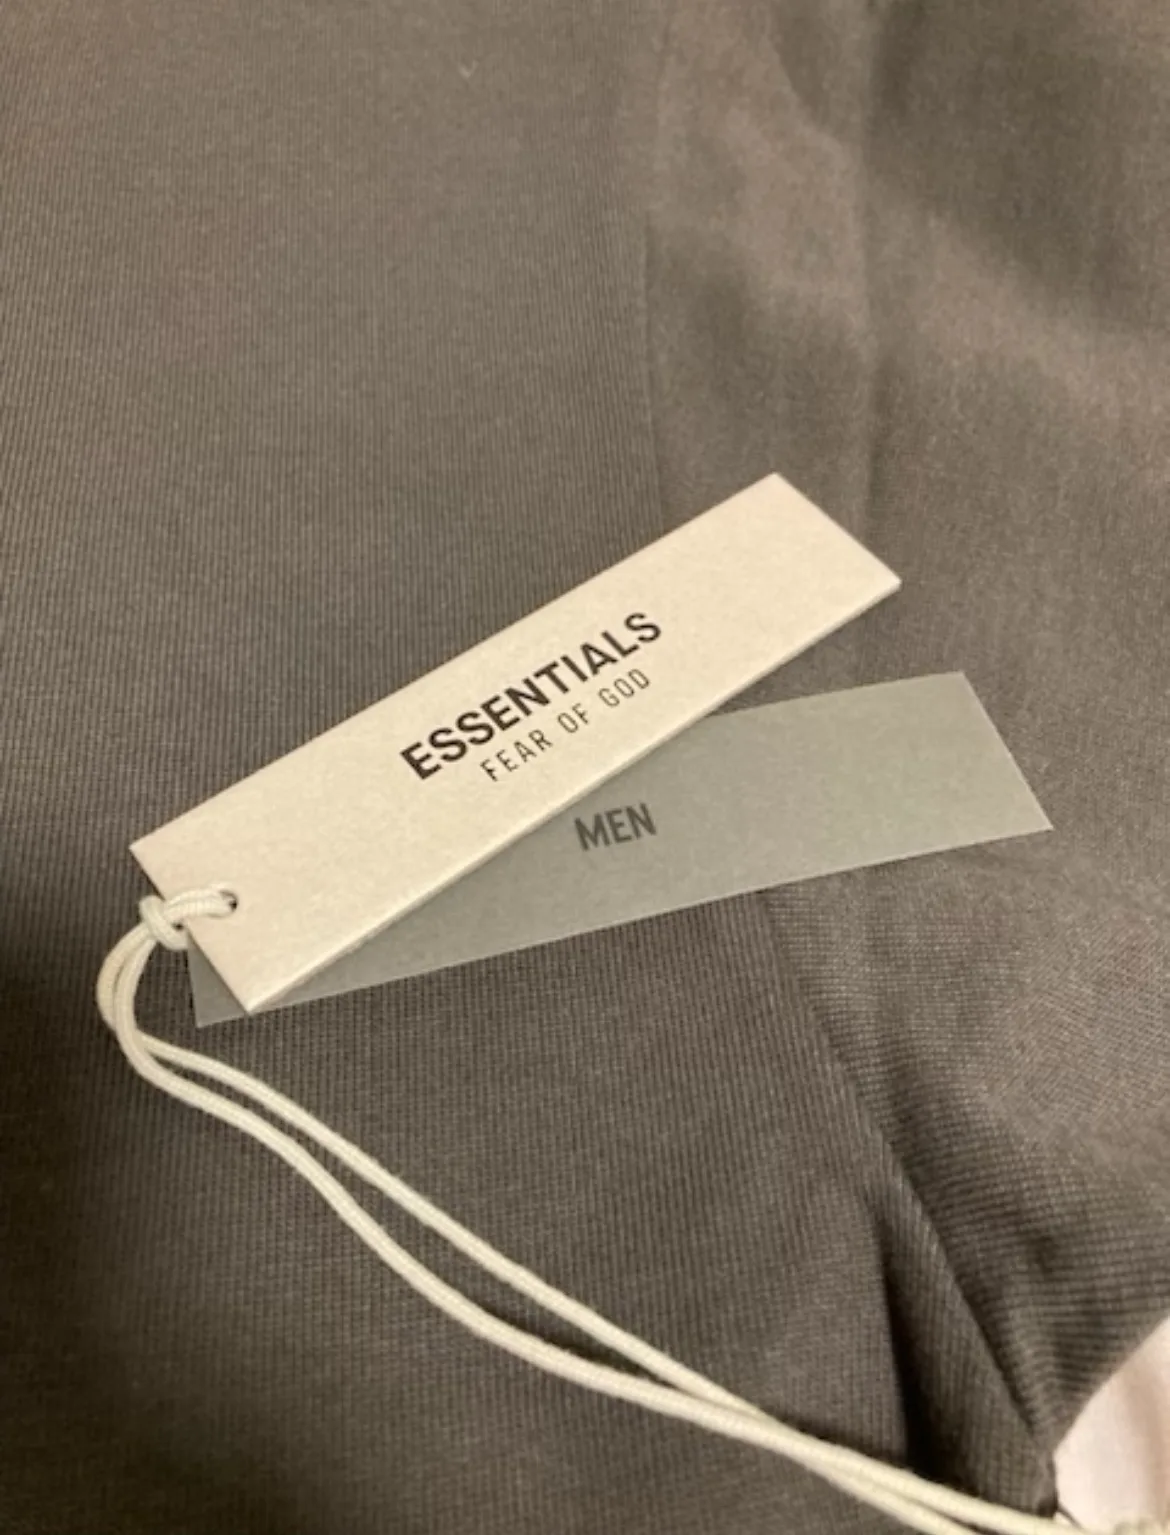 ESSENTIALS
FEAR OF GOD
MEN